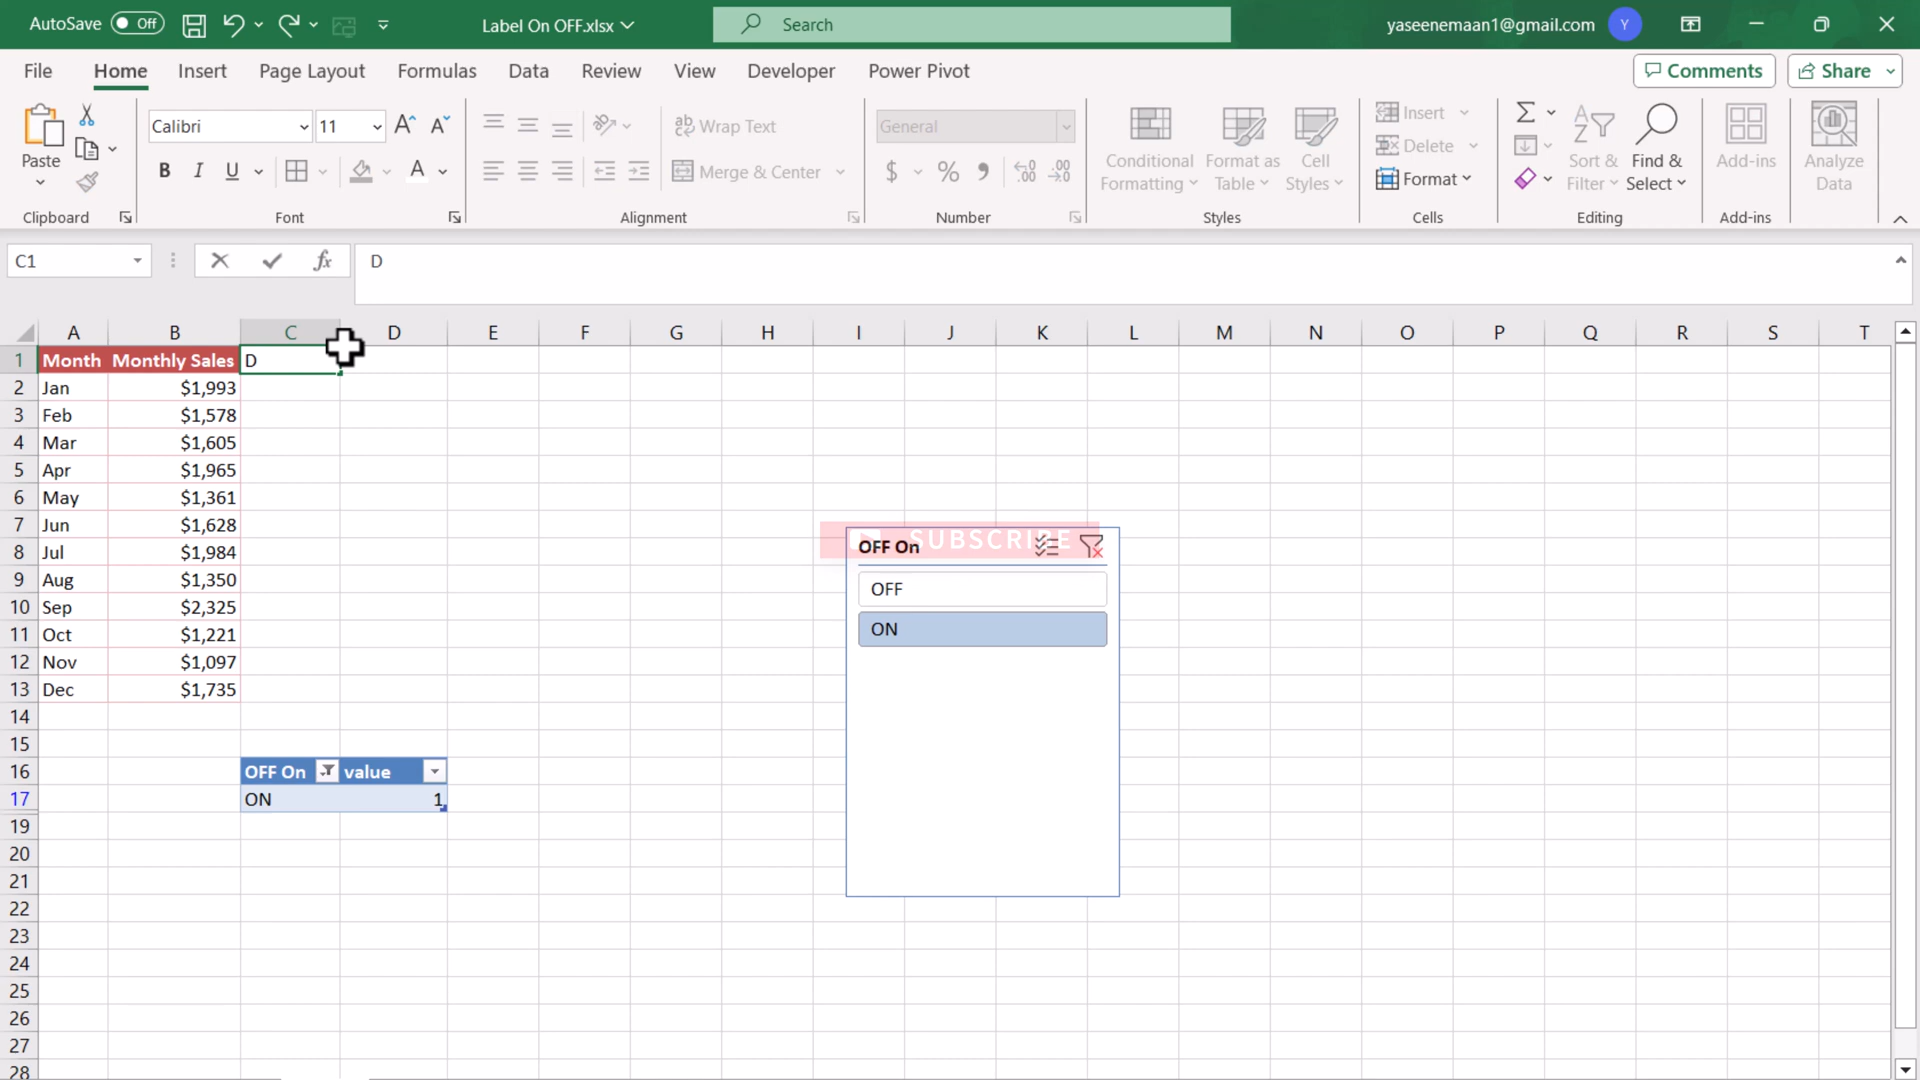 AutoSave Off Label On OFF.xlsx Search yaseenemaan1@gmail.com Y
File Home Insert Page Layout Formulas Data Review View Developer Power Pivot Comments Share
Paste Calibri 11 Wrap Text General Conditional Formatting Format as Table Cell Styles Insert Sort & Filter Find & Select Add-ins Analyze Data
B I U A Merge & Center $ % , Delete
Format
Clipboard Font Alignment Number Styles Cells Editing Add-ins
C1 fx D
A B C D E F G H I J K L M N O P Q R S T
1 Month Monthly Sales D
2 Jan $1,993
3 Feb $1,578
4 Mar $1,605
5 Apr $1,965
6 May $1,361
7 Jun $1,628
8 Jul $1,984
9 Aug $1,350
10 Sep $2,325
11 Oct $1,221
12 Nov $1,097
13 Dec $1,735
14
15
16 OFF On value
17 ON 1
19
20
21
22
23
24
25
26
27
28
SUBSCRIBE
OFF On
OFF
ON